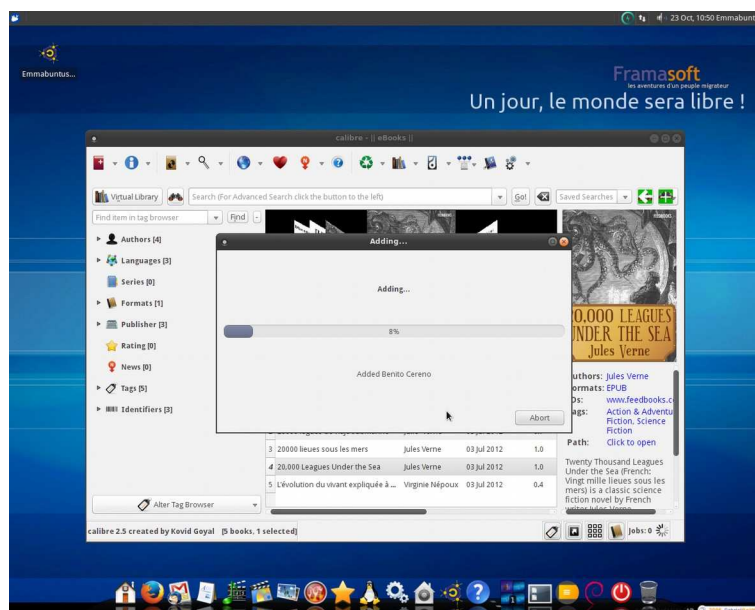 23 Oct, 10:50 Emmabunt
Emmabuntus...
Framasoft
les aventures d'un peuple migrateur
Un jour, le monde sera libre !
calibre - || eBooks ||
Virtual Library
Search (For Advanced Search click the button to the left)
Go!
Saved Searches
Find item in tag browser
Find
Authors [4]
Languages [3]
Series [0]
Formats [1]
Publisher [3]
Rating [0]
News [0]
Tags [5]
Identifiers [3]
Alter Tag Browser
Adding...
Adding...
8%
Added Benito Cereno
Abort
3 20000 lieues sous les mers Jules Verne 03 Jul 2012 1.0
4 20,000 Leagues Under the Sea Jules Verne 03 Jul 2012 1.0
5 L'évolution du vivant expliquée à ... Virginie Népoux 03 Jul 2012 0.4
0,000 LEAGUES
UNDER THE SEA
Jules Verne
uthors: Jules Verne
ormats: EPUB
Ds: www.feedbooks.c
ags: Action & Adventu
Fiction, Science
Fiction
Path: Click to open
Twenty Thousand Leagues
Under the Sea (French:
Vingt mille lieues sous les
mers) is a classic science
fiction novel by French
writer Jules Verne
calibre 2.5 created by Kovid Goyal [5 books, 1 selected]
Jobs: 0